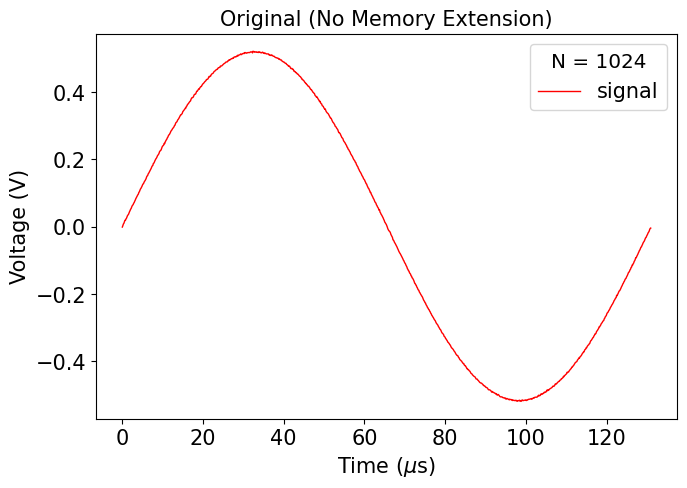 Original (No Memory Extension)
N = 1024
signal
Voltage (V)
0.4
0.2
0.0
−0.2
−0.4
0 20 40 60 80 100 120
Time (μs)